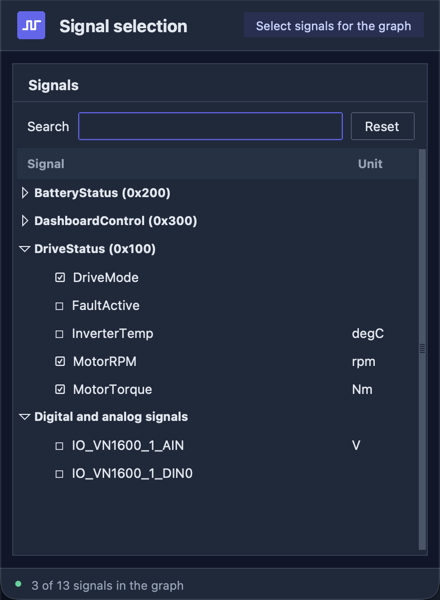 Signal selection
Select signals for the graph
Signals
Search
Reset
Signal Unit
BatteryStatus (0x200)
DashboardControl (0x300)
DriveStatus (0x100)
DriveMode
FaultActive
InverterTemp degC
MotorRPM rpm
MotorTorque Nm
Digital and analog signals
IO_VN1600_1_AIN V
IO_VN1600_1_DIN0
3 of 13 signals in the graph